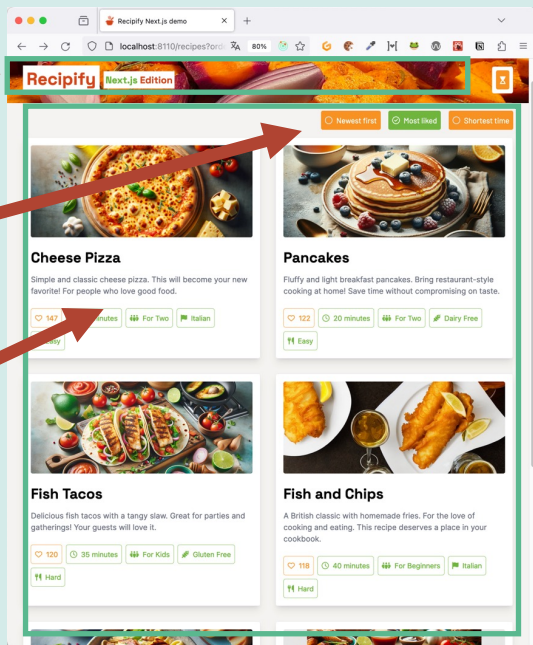 Recipify Next.js demo
localhost:8110/recipes?ord
80%
Recipify Next.js Edition
Newest first
Most liked
Shortest time
Cheese Pizza
Simple and classic cheese pizza. This will become your new
favorite! For people who love good food.
147
nutes
For Two
Italian
asy
Pancakes
Fluffy and light breakfast pancakes. Bring restaurant-style
cooking at home! Save time without compromising on taste.
122
20 minutes
For Two
Dairy Free
Easy
Fish Tacos
Delicious fish tacos with a tangy slaw. Great for parties and
gatherings! Your guests will love it.
120
35 minutes
For Kids
Gluten Free
Hard
Fish and Chips
A British classic with homemade fries. For the love of
cooking and eating. This recipe deserves a place in your
cookbook.
118
40 minutes
For Beginners
Italian
Hard